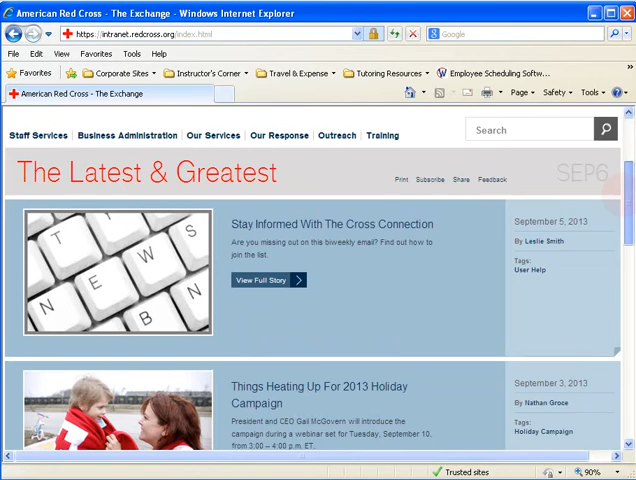 American Red Cross - The Exchange - Windows Internet Explorer
https://intranet.redcross.org/index.html
Google
File Edit View Favorites Tools Help
Favorites Corporate Sites Instructor's Corner Travel & Expense Tutoring Resources Employee Scheduling Softw...
American Red Cross - The Exchange Page Safety Tools
Staff Services Business Administration Our Services Our Response Outreach Training
Search
The Latest & Greatest
Print Subscribe Share Feedback
SEP6
T Y
N E W S
N B
Stay Informed With The Cross Connection
Are you missing out on this biweekly email? Find out how to
join the list.
View Full Story
September 5, 2013
By Leslie Smith
Tags:
User Help
Things Heating Up For 2013 Holiday
Campaign
President and CEO Gail McGovern will introduce the
campaign during a webinar set for Tuesday, September 10,
from 3:00 – 4:00 p.m. ET.
September 3, 2013
By Nathan Groce
Tags:
Holiday Campaign
Trusted sites
90%